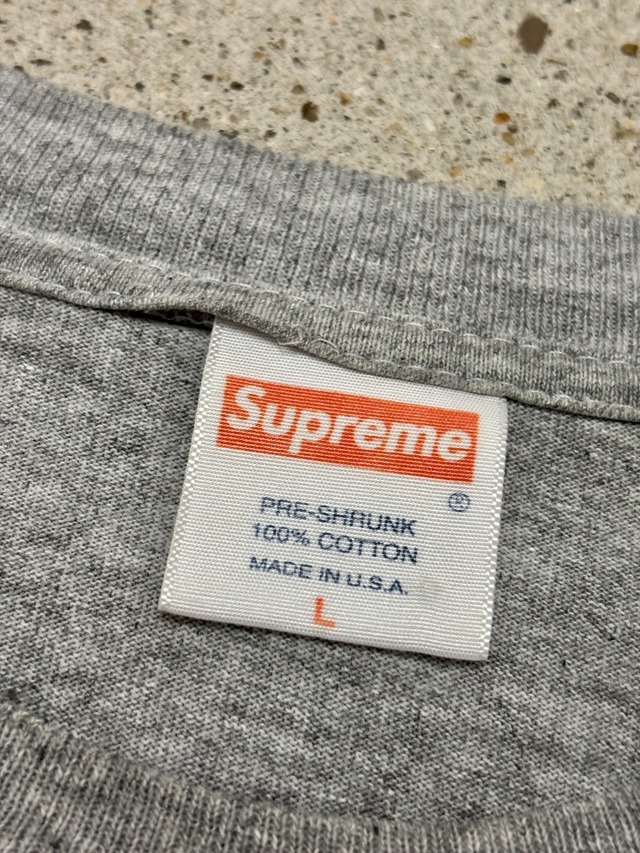 Supreme
®
PRE-SHRUNK
100% COTTON
MADE IN U.S.A.
L